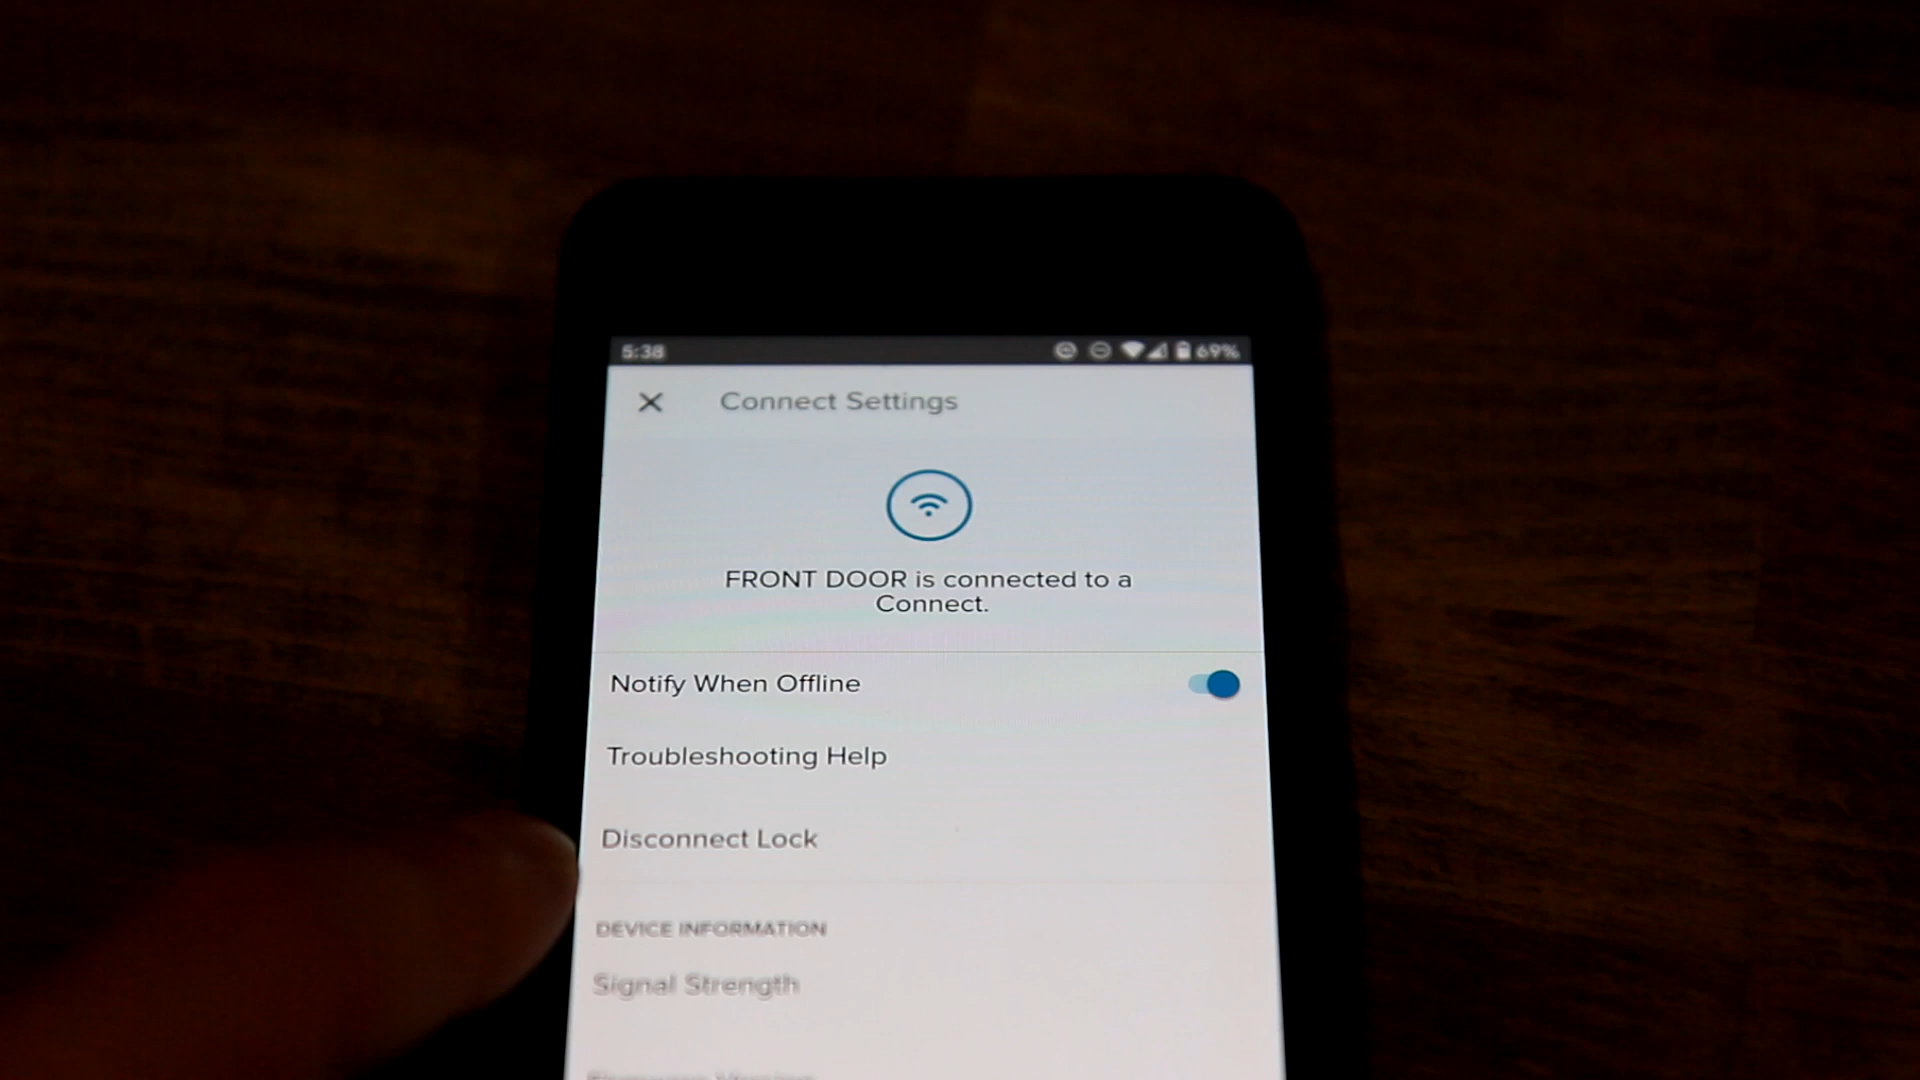 5:38
69%
Connect Settings
FRONT DOOR is connected to a
Connect.
Notify When Offline
Troubleshooting Help
Disconnect Lock
DEVICE INFORMATION
Signal Strength